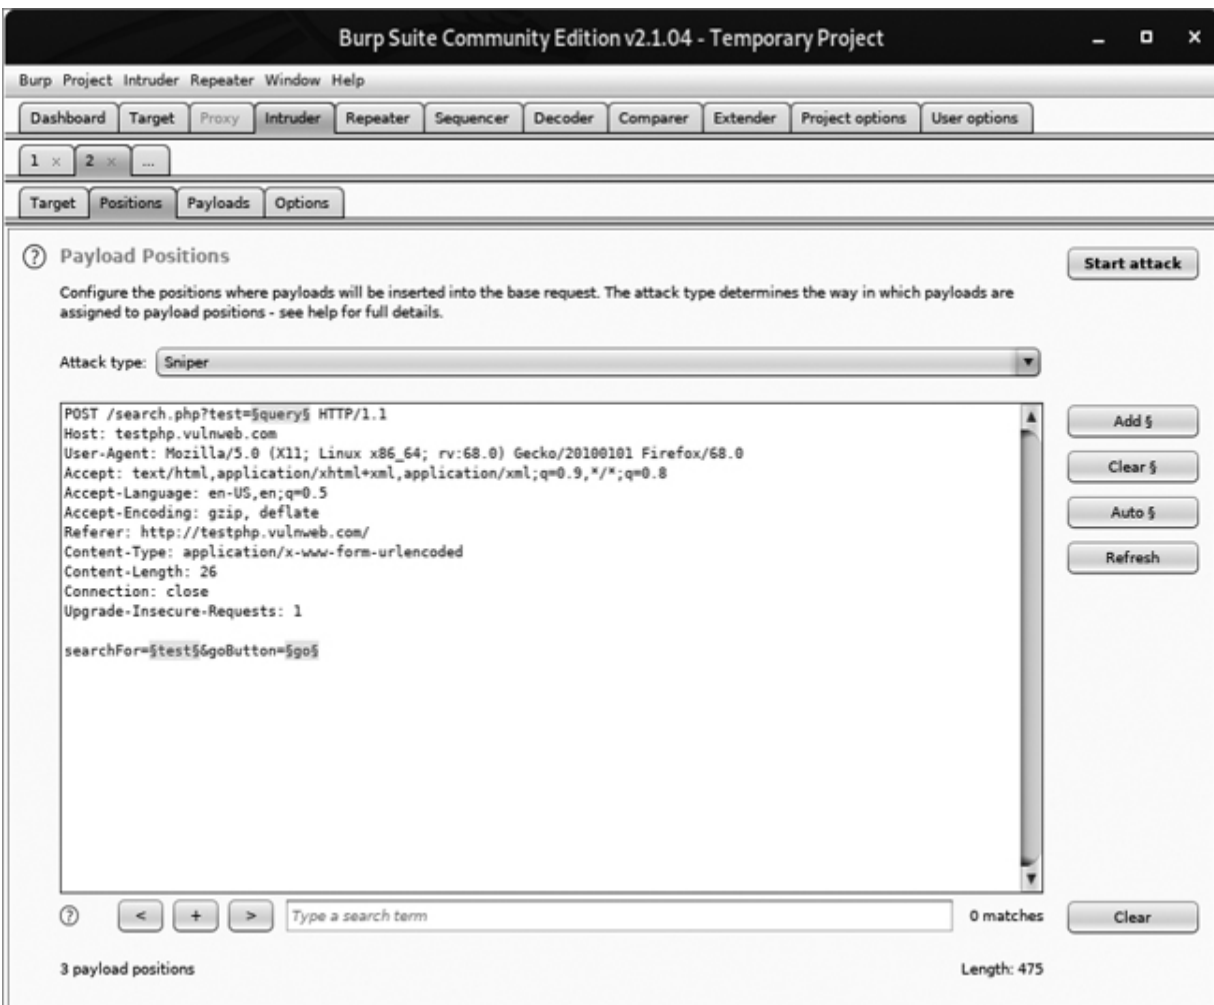 Burp Suite Community Edition v2.1.04 - Temporary Project
Burp Project Intruder Repeater Window Help
Dashboard Target Proxy Intruder Repeater Sequencer Decoder Comparer Extender Project options User options
1 × 2 × ...
Target Positions Payloads Options
? Payload Positions
Start attack
Configure the positions where payloads will be inserted into the base request. The attack type determines the way in which payloads are
assigned to payload positions - see help for full details.
Attack type: Sniper
POST /search.php?test=§query§ HTTP/1.1
Host: testphp.vulnweb.com
User-Agent: Mozilla/5.0 (X11; Linux x86_64; rv:68.0) Gecko/20100101 Firefox/68.0
Accept: text/html,application/xhtml+xml,application/xml;q=0.9,*/*;q=0.8
Accept-Language: en-US,en;q=0.5
Accept-Encoding: gzip, deflate
Referer: http://testphp.vulnweb.com/
Content-Type: application/x-www-form-urlencoded
Content-Length: 26
Connection: close
Upgrade-Insecure-Requests: 1
searchFor=§test§&goButton=§go§
Add §
Clear §
Auto §
Refresh
? < + > Type a search term 0 matches Clear
3 payload positions Length: 475